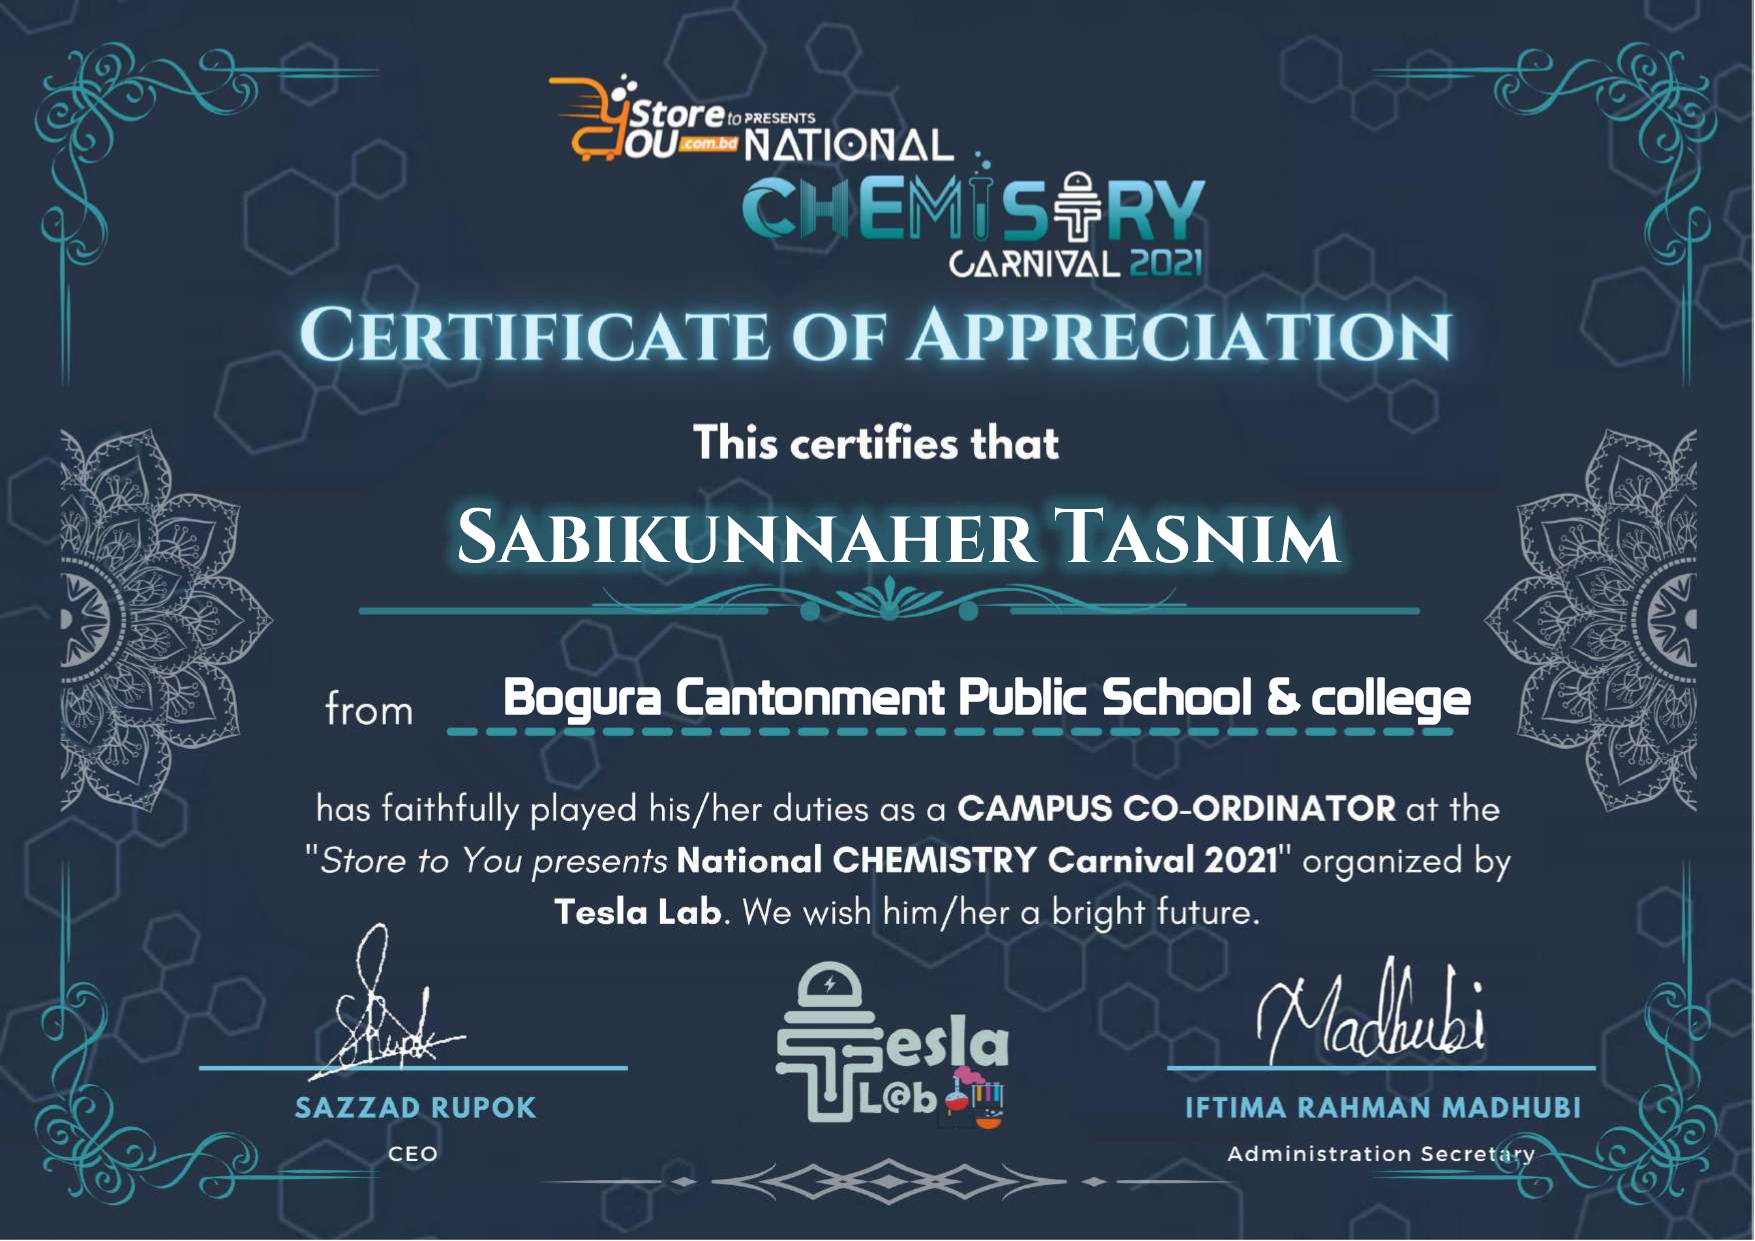 Store to PRESENTS
YOU .com.bd NATIONAL
CHEMISTRY
CARNIVAL 2021
CERTIFICATE OF APPRECIATION
This certifies that
SABIKUNNAHER TASNIM
from Bogura Cantonment Public School & college
has faithfully played his/her duties as a CAMPUS CO-ORDINATOR at the
"Store to You presents National CHEMISTRY Carnival 2021" organized by
Tesla Lab. We wish him/her a bright future.
Rupok
Madhubi
Tesla
L@b
SAZZAD RUPOK
IFTIMA RAHMAN MADHUBI
CEO
Administration Secretary